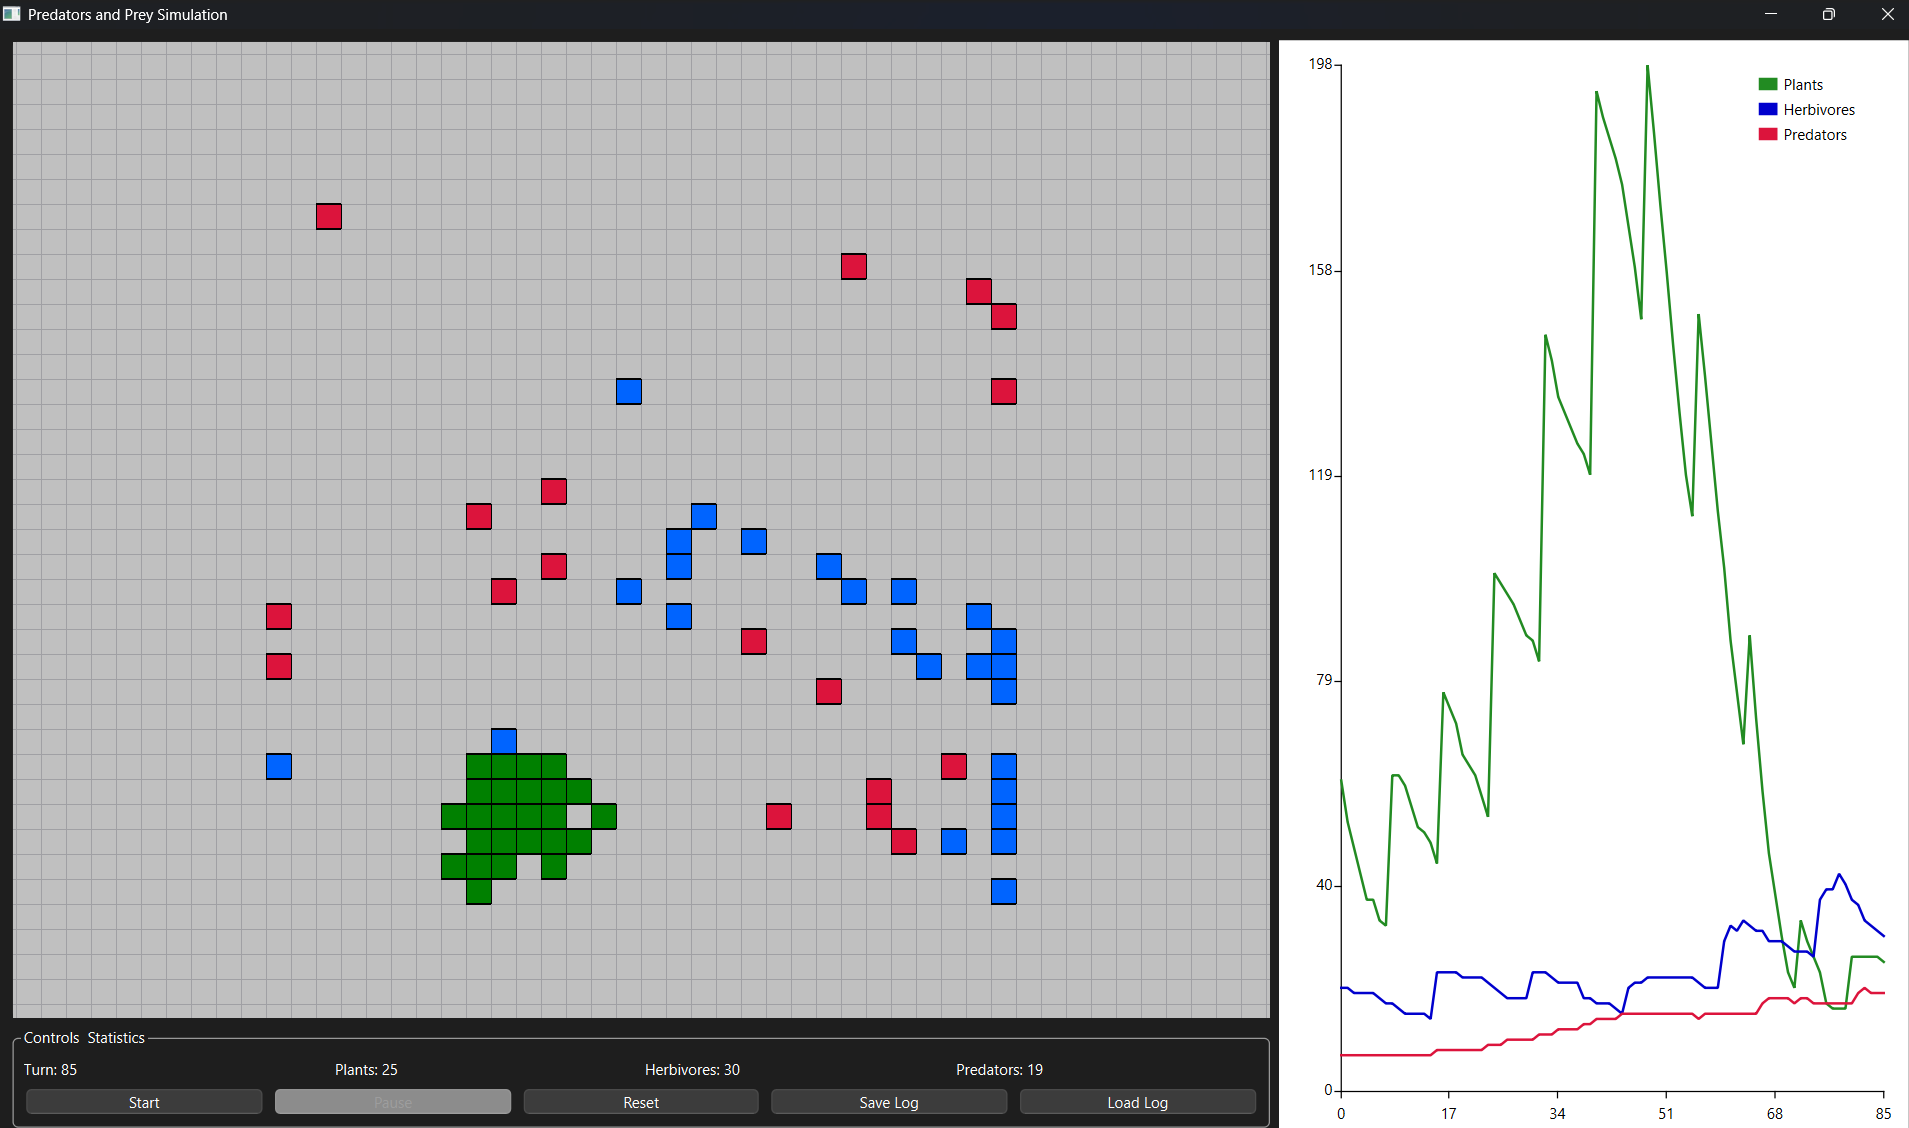 Predators and Prey Simulation
198
158
119
79
40
0
0 17 34 51 68 85
Plants
Herbivores
Predators
Controls Statistics
Turn: 85 Plants: 25 Herbivores: 30 Predators: 19
Start Pause Reset Save Log Load Log